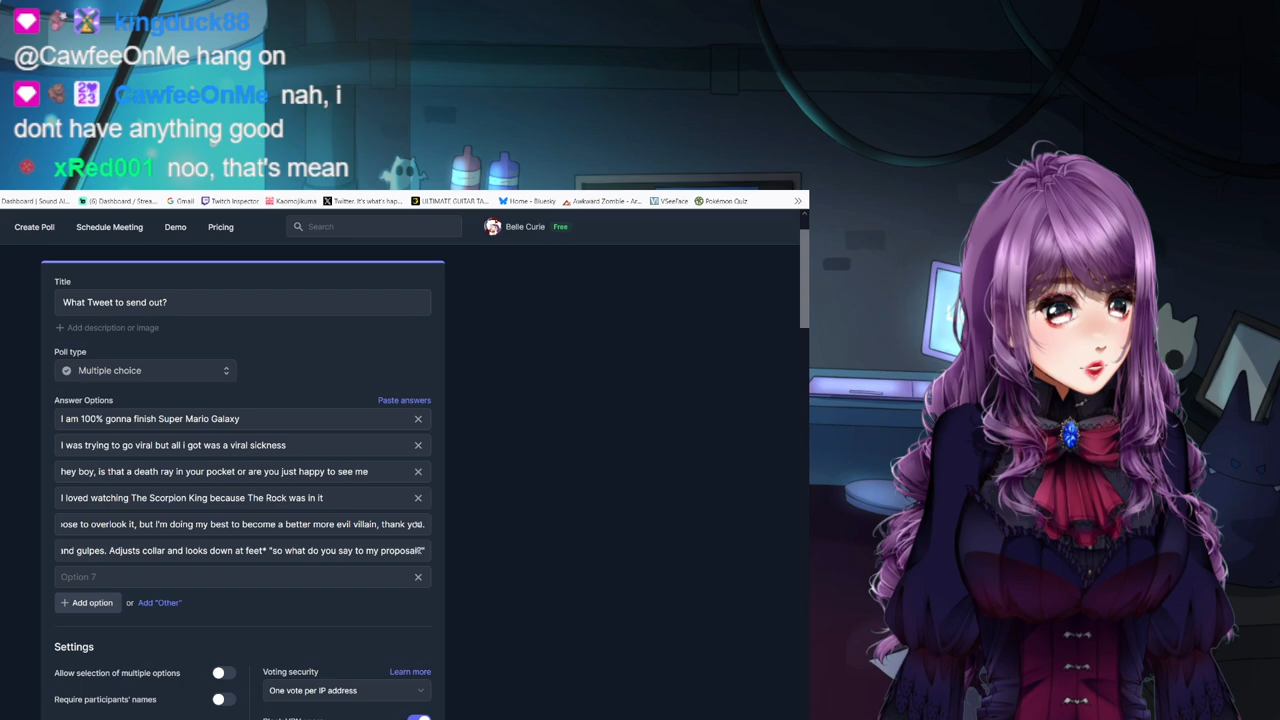 kingduck88
@CawfeeOnMe hang on
CawfeeOnMe nah, i
dont have anything good
xRed001 noo, that's mean
Dashboard | Sound Al... (6) Dashboard / Strea... Gmail Twitch Inspector Kaomojikuma Twitter. It's what's hap... ULTIMATE GUITAR TA... Home - Bluesky Awkward Zombie - Ar... VSeeFace Pokémon Quiz
Create Poll Schedule Meeting Demo Pricing Search Belle Curie Free
Title
What Tweet to send out?
Add description or image
Poll type
Multiple choice
Answer Options Paste answers
I am 100% gonna finish Super Mario Galaxy
I was trying to go viral but all i got was a viral sickness
hey boy, is that a death ray in your pocket or are you just happy to see me
I loved watching The Scorpion King because The Rock was in it
ose to overlook it, but I'm doing my best to become a better more evil villain, thank you.
and gulpes. Adjusts collar and looks down at feet* "so what do you say to my proposal?"
Option 7
Add option or Add "Other"
Settings
Allow selection of multiple options
Voting security Learn more
One vote per IP address
Require participants' names